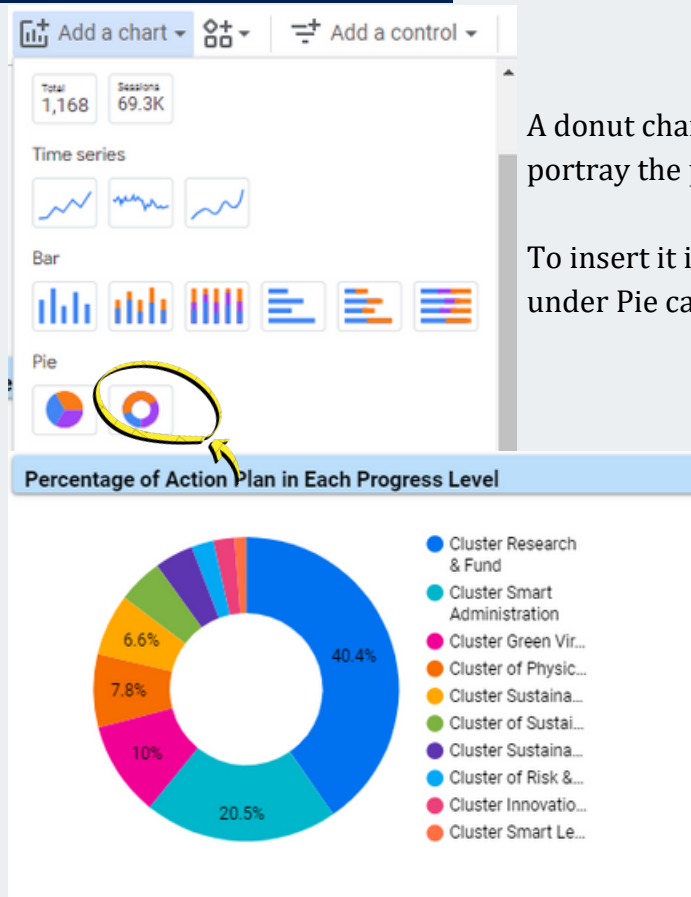 Add a chart
Add a control
Total
1,168
Sessions
69.3K
Time series
Bar
Pie
A donut char
portray the
To insert it i
under Pie ca
Percentage of Action Plan in Each Progress Level
Cluster Research
& Fund
Cluster Smart
Administration
Cluster Green Vir...
Cluster of Physic...
Cluster Sustaina...
Cluster of Sustai...
Cluster Sustaina...
Cluster of Risk &...
Cluster Innovatio...
Cluster Smart Le...
40.4%
20.5%
10%
7.8%
6.6%